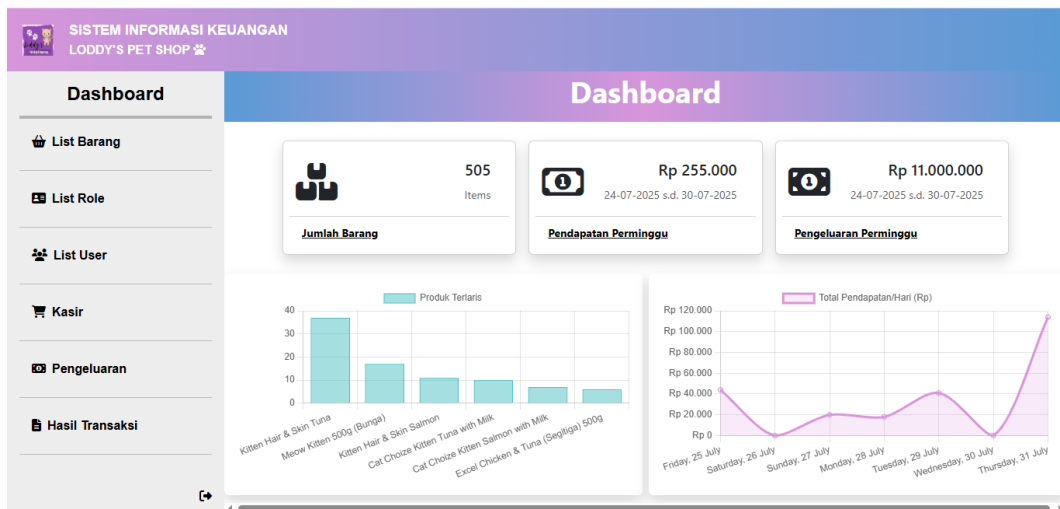 SISTEM INFORMASI KEUANGAN
LODDY'S PET SHOP
Dashboard
List Barang
List Role
List User
Kasir
Pengeluaran
Hasil Transaksi
Dashboard
505
Items
Jumlah Barang
Rp 255.000
24-07-2025 s.d. 30-07-2025
Pendapatan Perminggu
Rp 11.000.000
24-07-2025 s.d. 30-07-2025
Pengeluaran Perminggu
Produk Terlaris
40
30
20
10
0
Kitten Hair & Skin Tuna
Meow Kitten 500g (Bunga)
Kitten Hair & Skin Salmon
Cat Choize Kitten Tuna with Milk
Cat Choize Kitten Salmon with Milk
Excel Chicken & Tuna (Segitiga) 500g
Total Pendapatan/Hari (Rp)
Rp 120.000
Rp 100.000
Rp 80.000
Rp 60.000
Rp 40.000
Rp 20.000
Rp 0
Friday, 25 July
Saturday, 26 July
Sunday, 27 July
Monday, 28 July
Tuesday, 29 July
Wednesday, 30 July
Thursday, 31 July